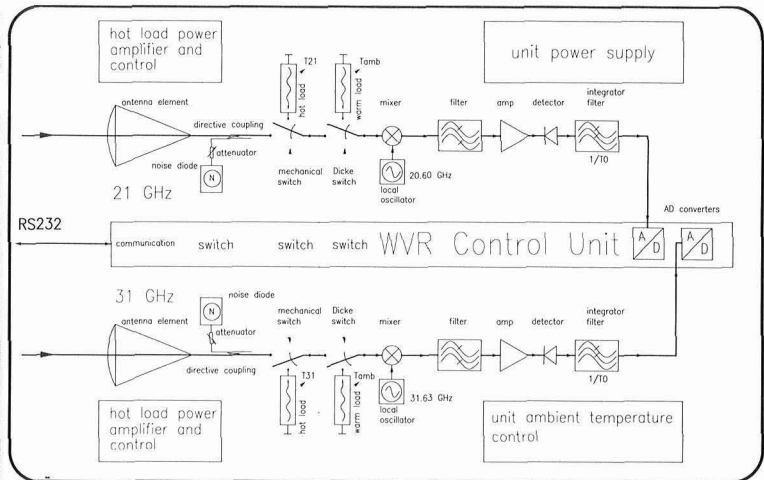 hot load power
amplifier and
control
unit power supply
T21
Tamb
hot load
warm load
antenna element
directive coupling
mixer
filter
amp
detector
integrator
filter
attenuator
noise diode
N
mechanical
switch
Dicke
switch
20.60 GHz
local
oscillator
1/T0
21 GHz
RS232
AD converters
communication
switch
switch
switch
WVR Control Unit
A/D
A/D
31 GHz
noise diode
N
attenuator
antenna element
directive coupling
mechanical
switch
Dicke
switch
mixer
filter
amp
detector
integrator
filter
T31
Tamb
hot load
warm load
31.63 GHz
local
oscillator
1/T0
hot load power
amplifier and
control
unit ambient temperature
control